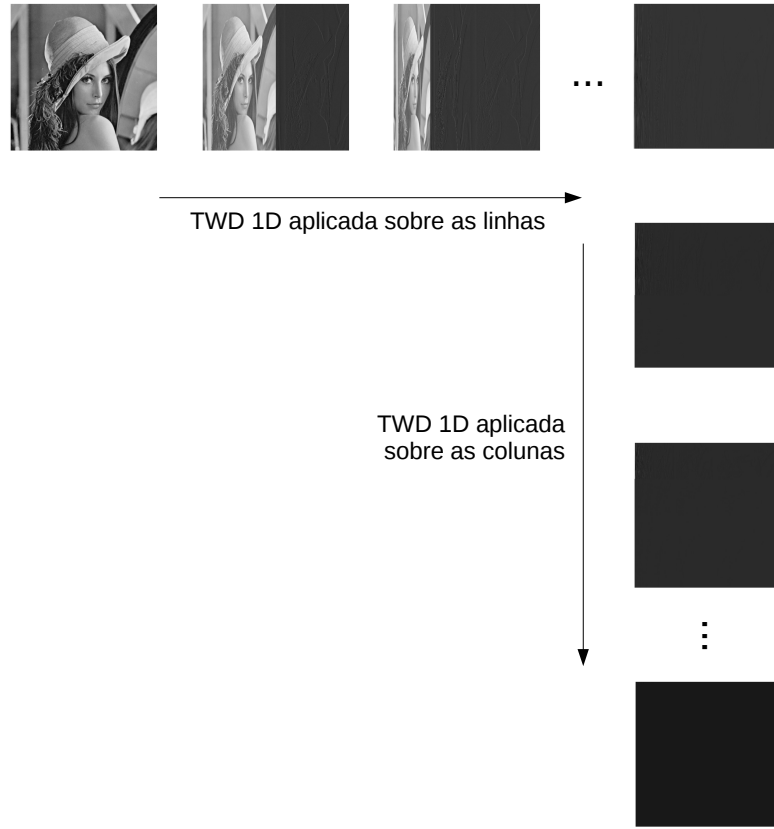 ...
TWD 1D aplicada sobre as linhas
TWD 1D aplicada
sobre as colunas
...